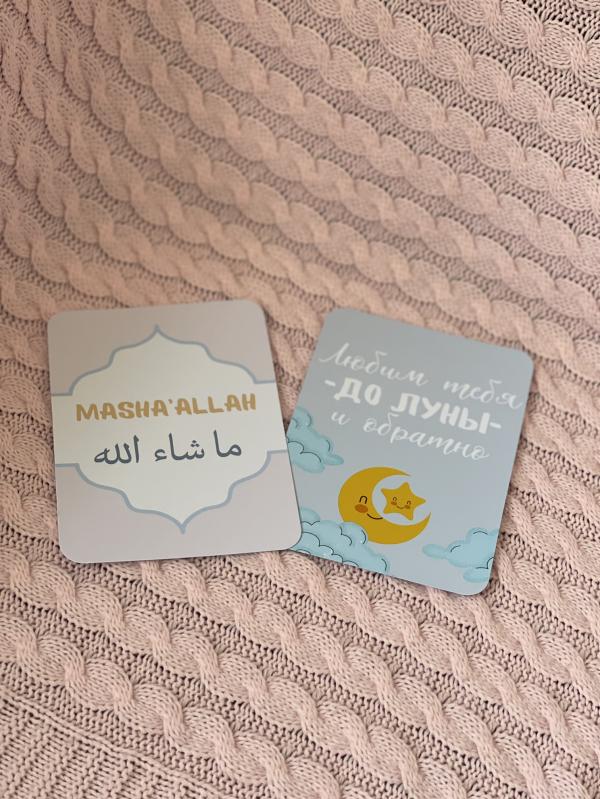 MASHA'ALLAH
ما شاء الله
Любим тебя
-ДО ЛУНЫ-
и обратно